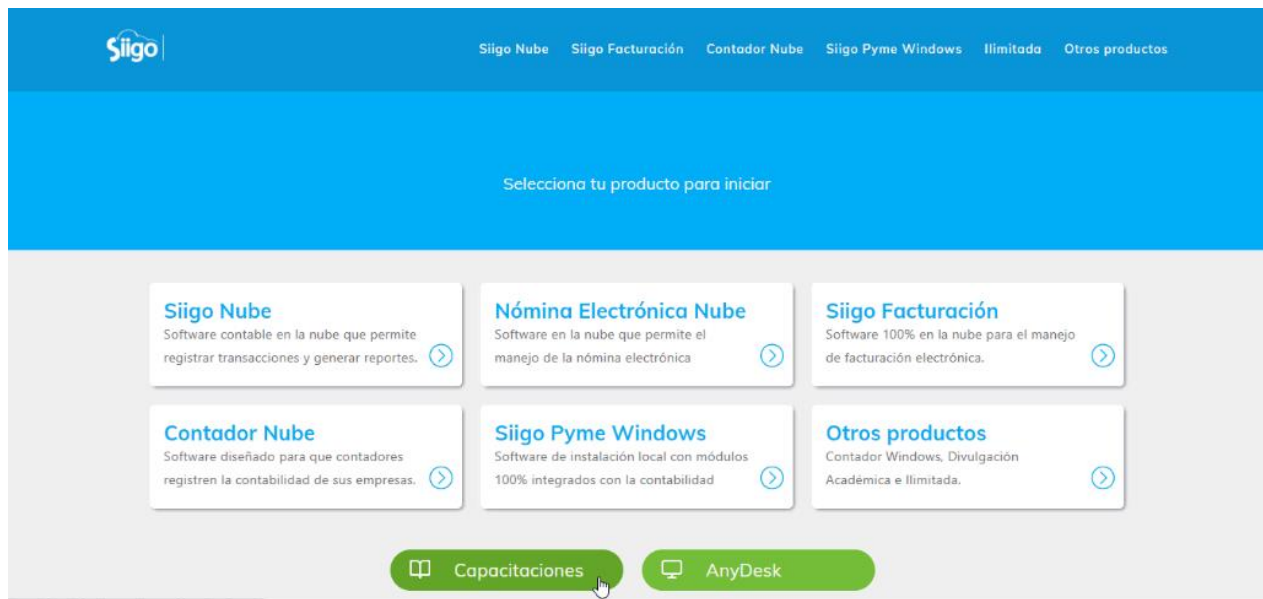 Siigo
Siigo Nube Siigo Facturación Contador Nube Siigo Pyme Windows Ilimitada Otros productos
Selecciona tu producto para iniciar
Siigo Nube
Software contable en la nube que permite
registrar transacciones y generar reportes.
Nómina Electrónica Nube
Software en la nube que permite el
manejo de la nómina electrónica
Siigo Facturación
Software 100% en la nube para el manejo
de facturación electrónica.
Contador Nube
Software diseñado para que contadores
registren la contabilidad de sus empresas.
Siigo Pyme Windows
Software de instalación local con módulos
100% integrados con la contabilidad
Otros productos
Contador Windows, Divulgación
Académica e Ilimitada.
Capacitaciones
AnyDesk